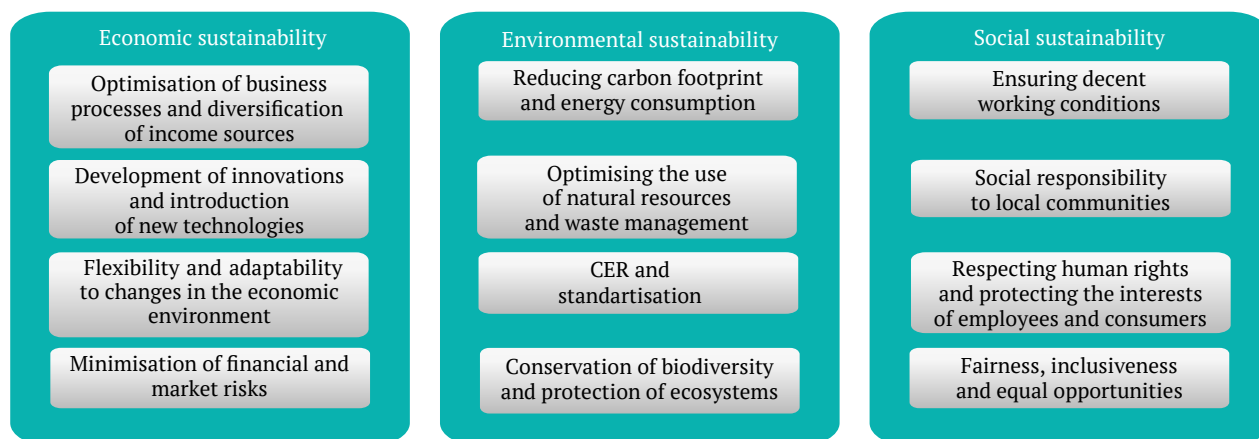 Economic sustainability
Optimisation of business
processes and diversification
of income sources
Development of innovations
and introduction
of new technologies
Flexibility and adaptability
to changes in the economic
environment
Minimisation of financial and
market risks
Environmental sustainability
Reducing carbon footprint
and energy consumption
Optimising the use
of natural resources
and waste management
CER and
standartisation
Conservation of biodiversity
and protection of ecosystems
Social sustainability
Ensuring decent
working conditions
Social responsibility
to local communities
Respecting human rights
and protecting the interests
of employees and consumers
Fairness, inclusiveness
and equal opportunities